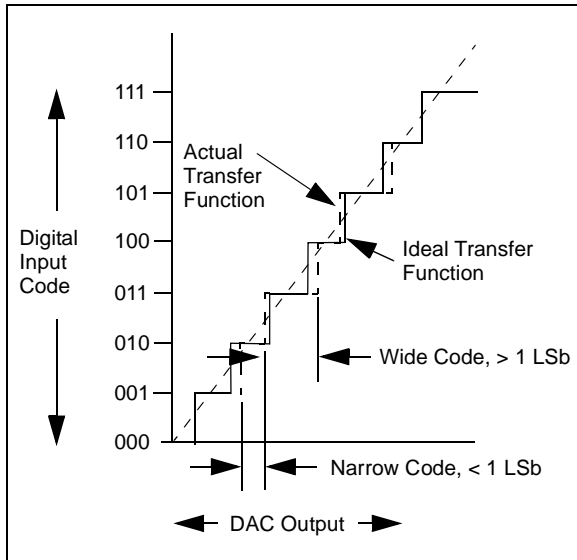 111
110
101
100
011
010
001
000
Digital
Input
Code
Actual
Transfer
Function
Ideal Transfer
Function
Wide Code, > 1 LSb
Narrow Code, < 1 LSb
DAC Output